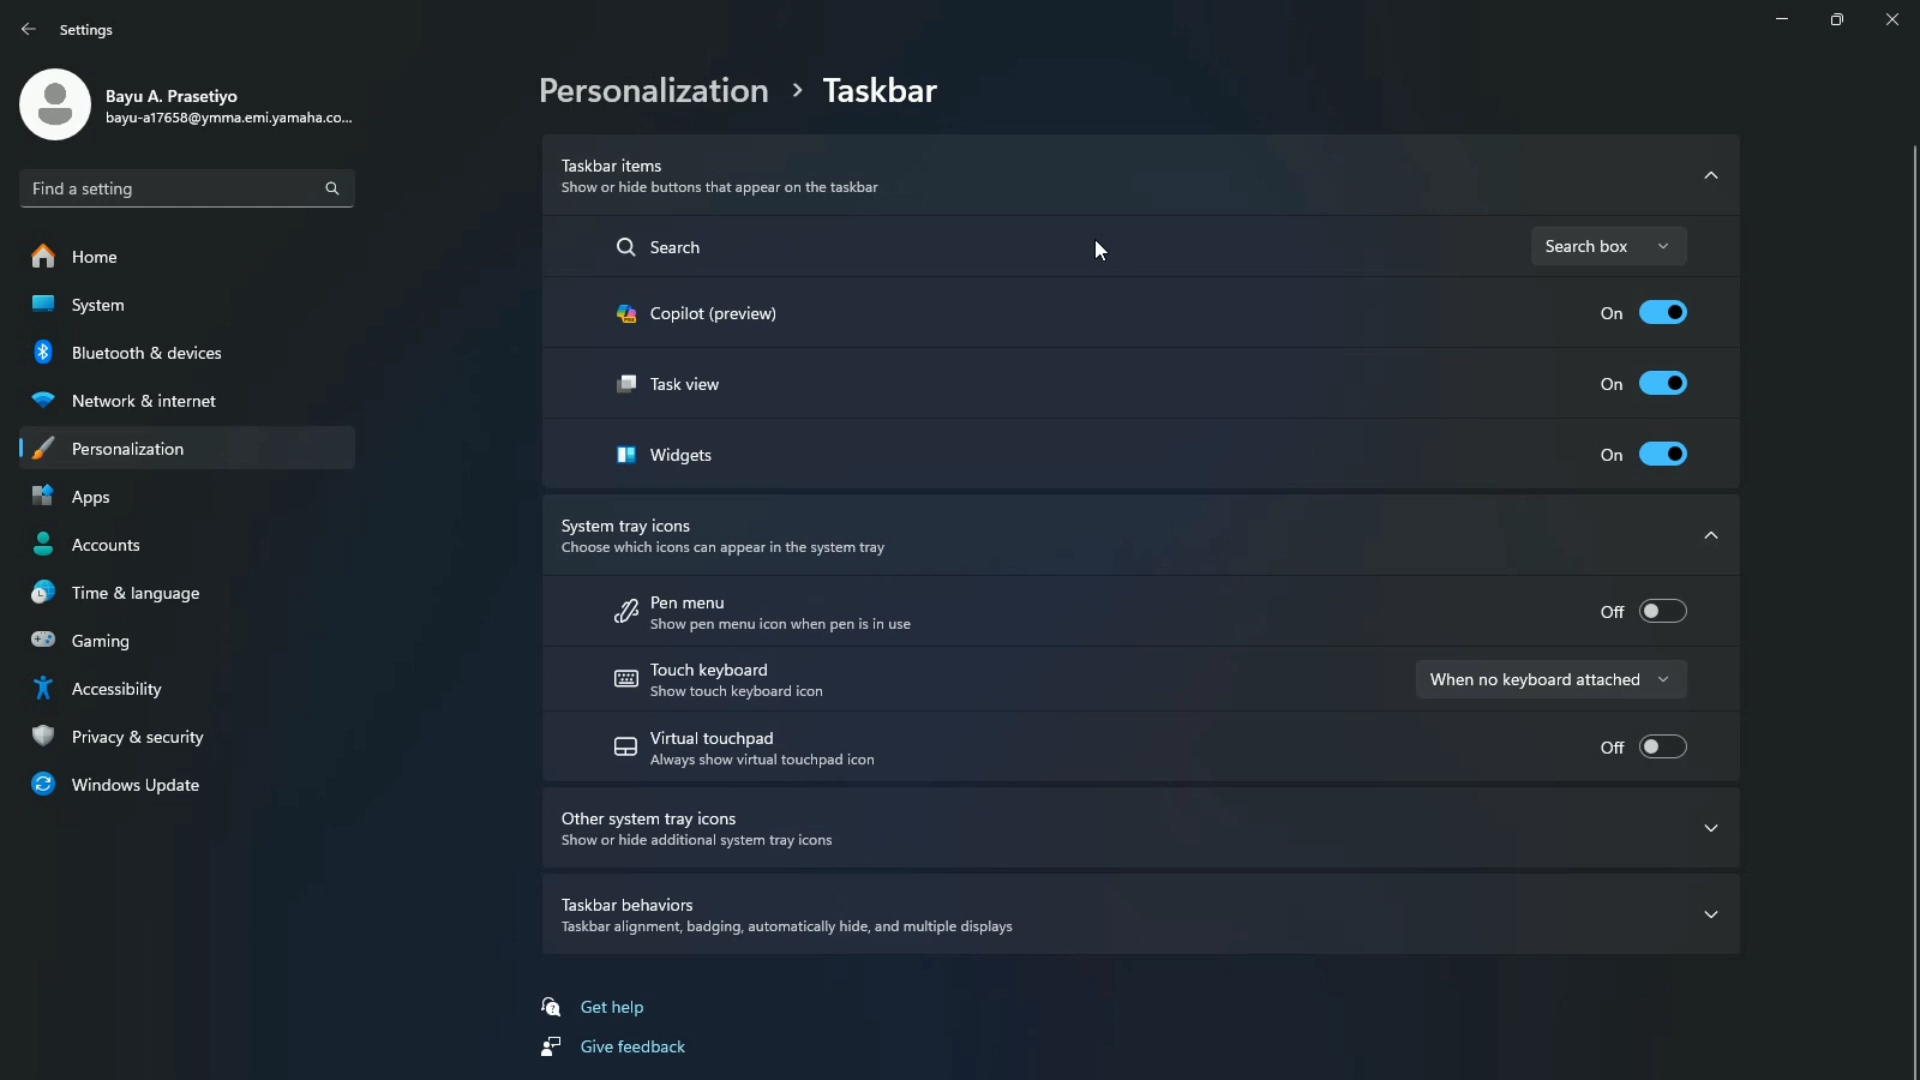 Settings
Bayu A. Prasetiyo
bayu-a17658@ymma.emi.yamaha.co...
Find a setting
Home
System
Bluetooth & devices
Network & internet
Personalization
Apps
Accounts
Time & language
Gaming
Accessibility
Privacy & security
Windows Update
Personalization > Taskbar
Taskbar items
Show or hide buttons that appear on the taskbar
Search
Search box
Copilot (preview)
On
Task view
On
Widgets
On
System tray icons
Choose which icons can appear in the system tray
Pen menu
Show pen menu icon when pen is in use
Off
Touch keyboard
Show touch keyboard icon
When no keyboard attached
Virtual touchpad
Always show virtual touchpad icon
Off
Other system tray icons
Show or hide additional system tray icons
Taskbar behaviors
Taskbar alignment, badging, automatically hide, and multiple displays
Get help
Give feedback